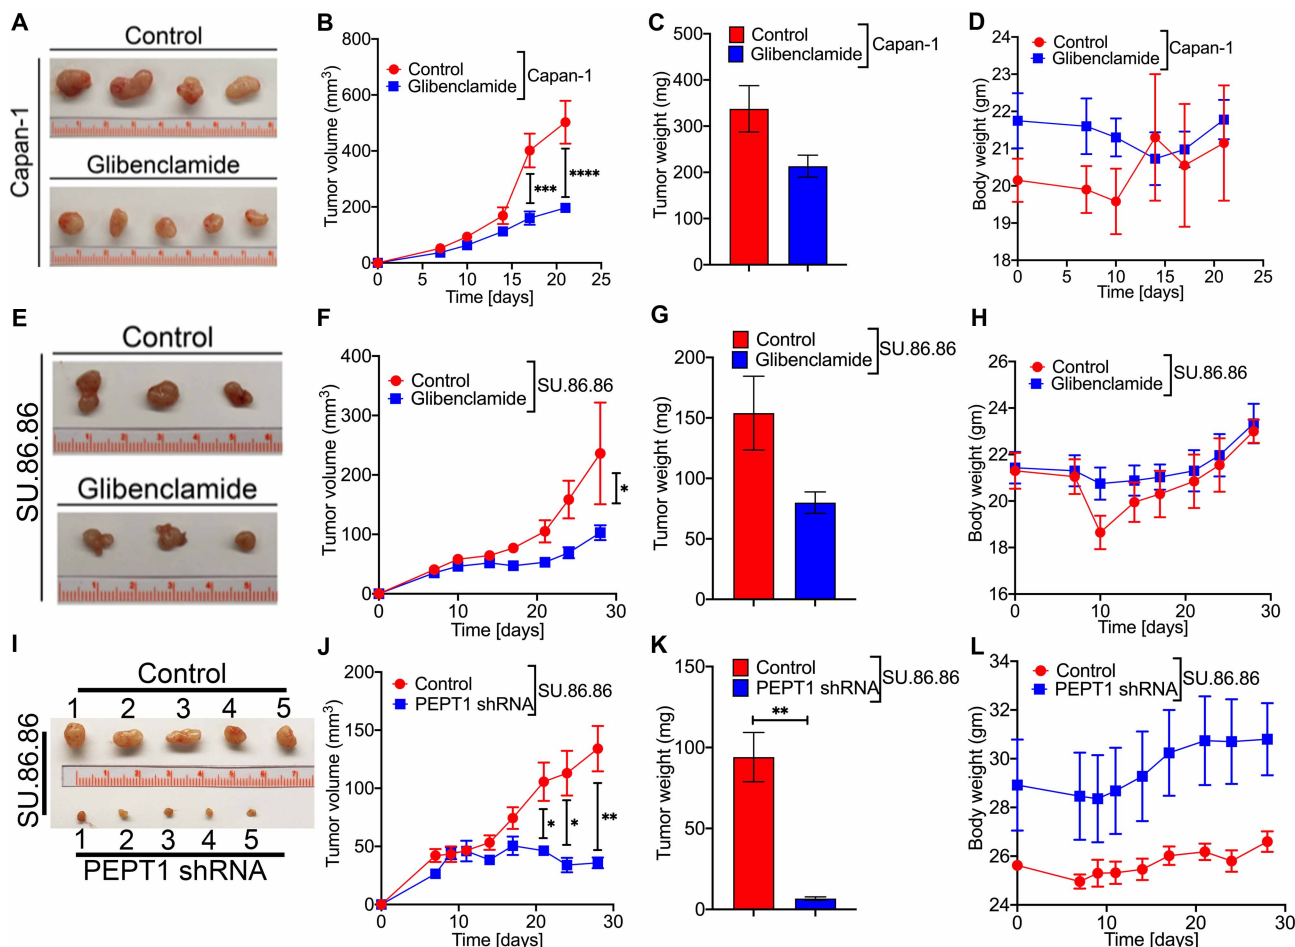 A
Control
Capan-1
Glibenclamide
B
Tumor volume (mm³)
800
600
400
200
0
Control
Glibenclamide
Capan-1
***
****
0 5 10 15 20 25
Time [days]
C
Tumor weight (mg)
500
400
300
200
100
0
Control
Glibenclamide
Capan-1
D
Body weight (gm)
24
23
22
21
20
19
18
Control
Glibenclamide
Capan-1
0 5 10 15 20 25
Time [days]
E
Control
SU.86.86
Glibenclamide
F
Tumor volume (mm³)
400
300
200
100
0
Control
Glibenclamide
SU.86.86
*
0 10 20 30
Time [days]
G
Tumor weight (mg)
200
150
100
50
0
Control
Glibenclamide
SU.86.86
H
Body weight (gm)
26
24
22
20
18
16
Control
Glibenclamide
SU.86.86
0 10 20 30
Time [days]
I
Control
1 2 3 4 5
SU.86.86
1 2 3 4 5
PEPT1 shRNA
J
Tumor volume (mm³)
200
150
100
50
0
Control
PEPT1 shRNA
SU.86.86
*
*
**
0 10 20 30
Time [days]
K
Tumor weight (mg)
150
100
50
0
Control
PEPT1 shRNA
SU.86.86
**
L
Body weight (gm)
34
32
30
28
26
24
Control
PEPT1 shRNA
SU.86.86
0 10 20 30
Time [days]